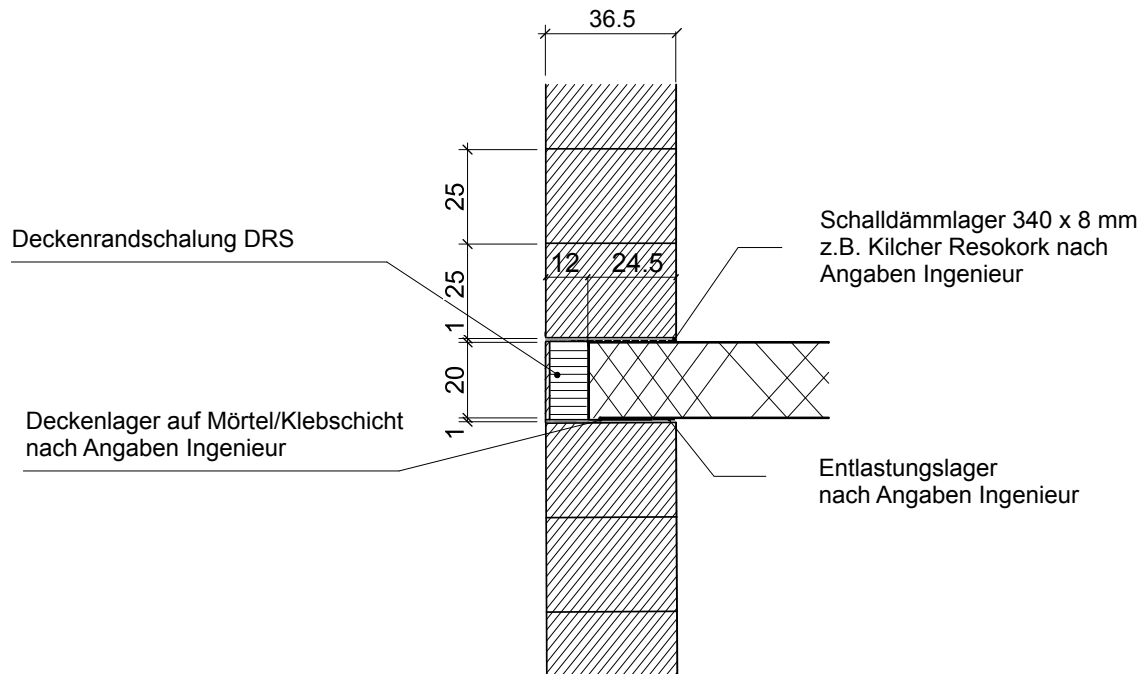 36.5
25
Deckenrandschalung DRS
Schalldämmlager 340 x 8 mm
z.B. Kilcher Resokork nach
Angaben Ingenieur
12 24.5
25
1
20
Deckenlager auf Mörtel/Klebschicht
nach Angaben Ingenieur
1
Entlastungslager
nach Angaben Ingenieur